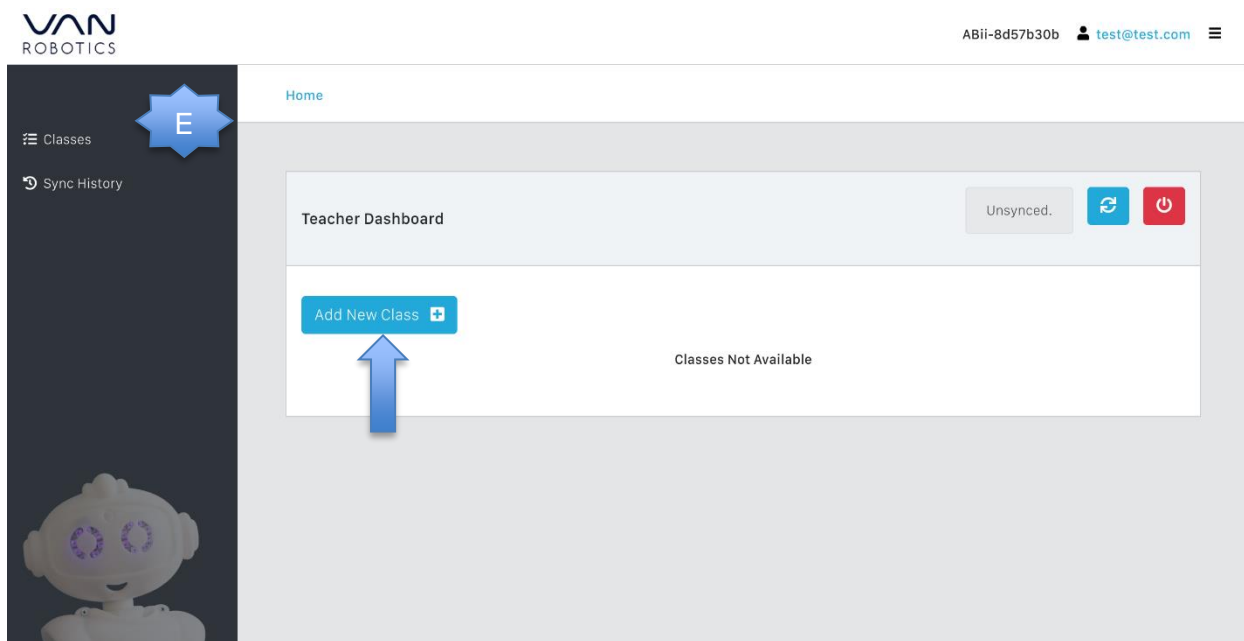 VAN
ROBOTICS
ABii-8d57b30b test@test.com
Home
E
Classes
Sync History
Teacher Dashboard
Unsynced.
Add New Class
Classes Not Available